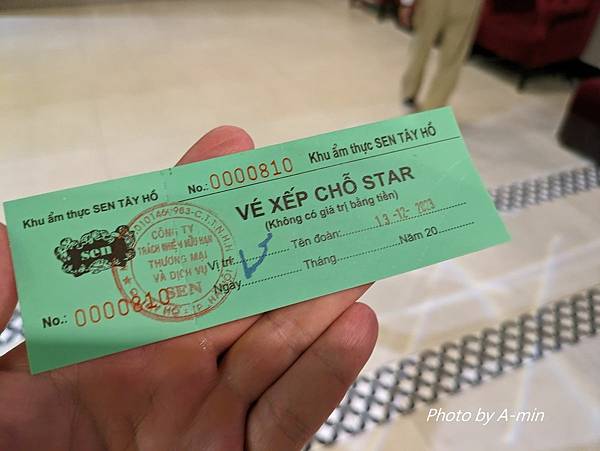 Khu ẩm thực SEN TÂY HỒ
sen
No.: 0000810
No.: 0000810 Khu ẩm thực SEN TÂY HỒ
VÉ XẾP CHỖ STAR
(Không có giá trị bằng tiền)
Vị trí: V Tên đoàn: 13-12-2023
Ngày Tháng Năm 20
CÔNG TY
TRÁCH NHIỆM HỮU HẠN
THƯƠNG MẠI
VÀ DỊCH VỤ
SEN
Photo by A-min